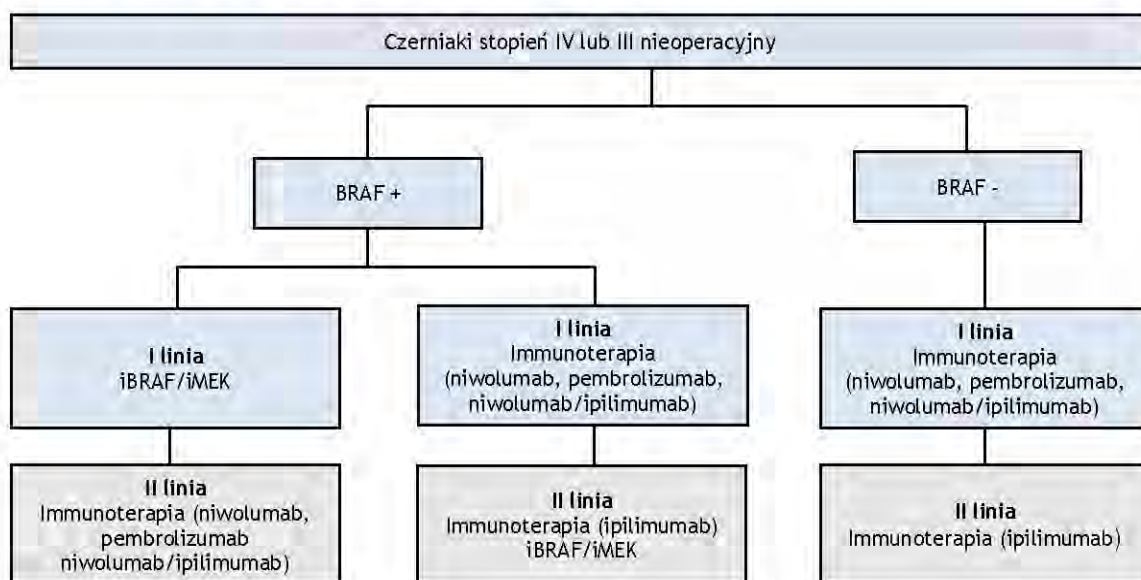 Czerniaki stopień IV lub III nieoperacyjny
BRAF +
BRAF -
I linia
iBRAF/iMEK
I linia
Immunoterapia
(niwolumab, pembrolizumab,
niwolumab/ipilimumab)
I linia
Immunoterapia
(niwolumab, pembrolizumab,
niwolumab/ipilimumab)
II linia
Immunoterapia (niwolumab,
pembrolizumab
niwolumab/ipilimumab)
II linia
Immunoterapia (ipilimumab)
iBRAF/iMEK
II linia
Immunoterapia (ipilimumab)